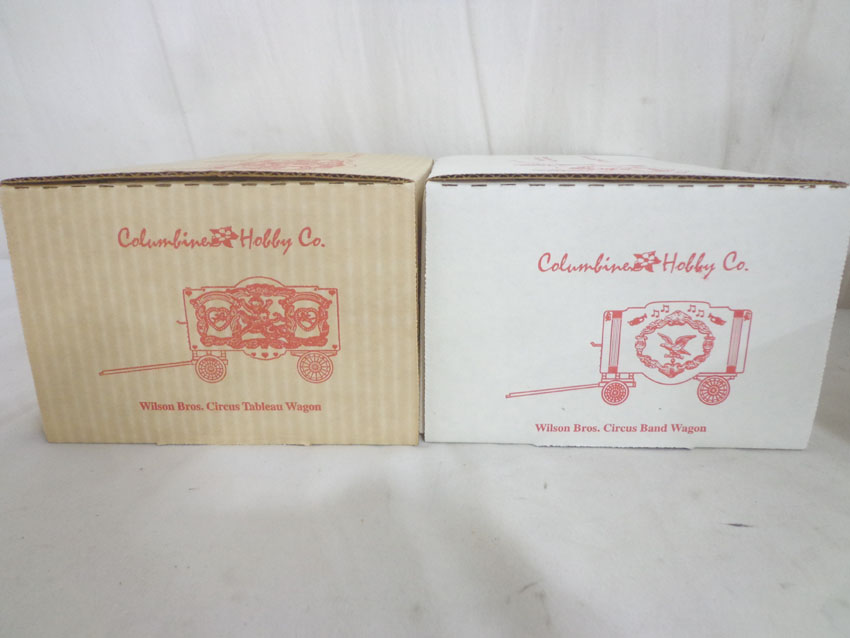 Columbine Hobby Co.
Wilson Bros. Circus Tableau Wagon
Columbine Hobby Co.
Wilson Bros. Circus Band Wagon